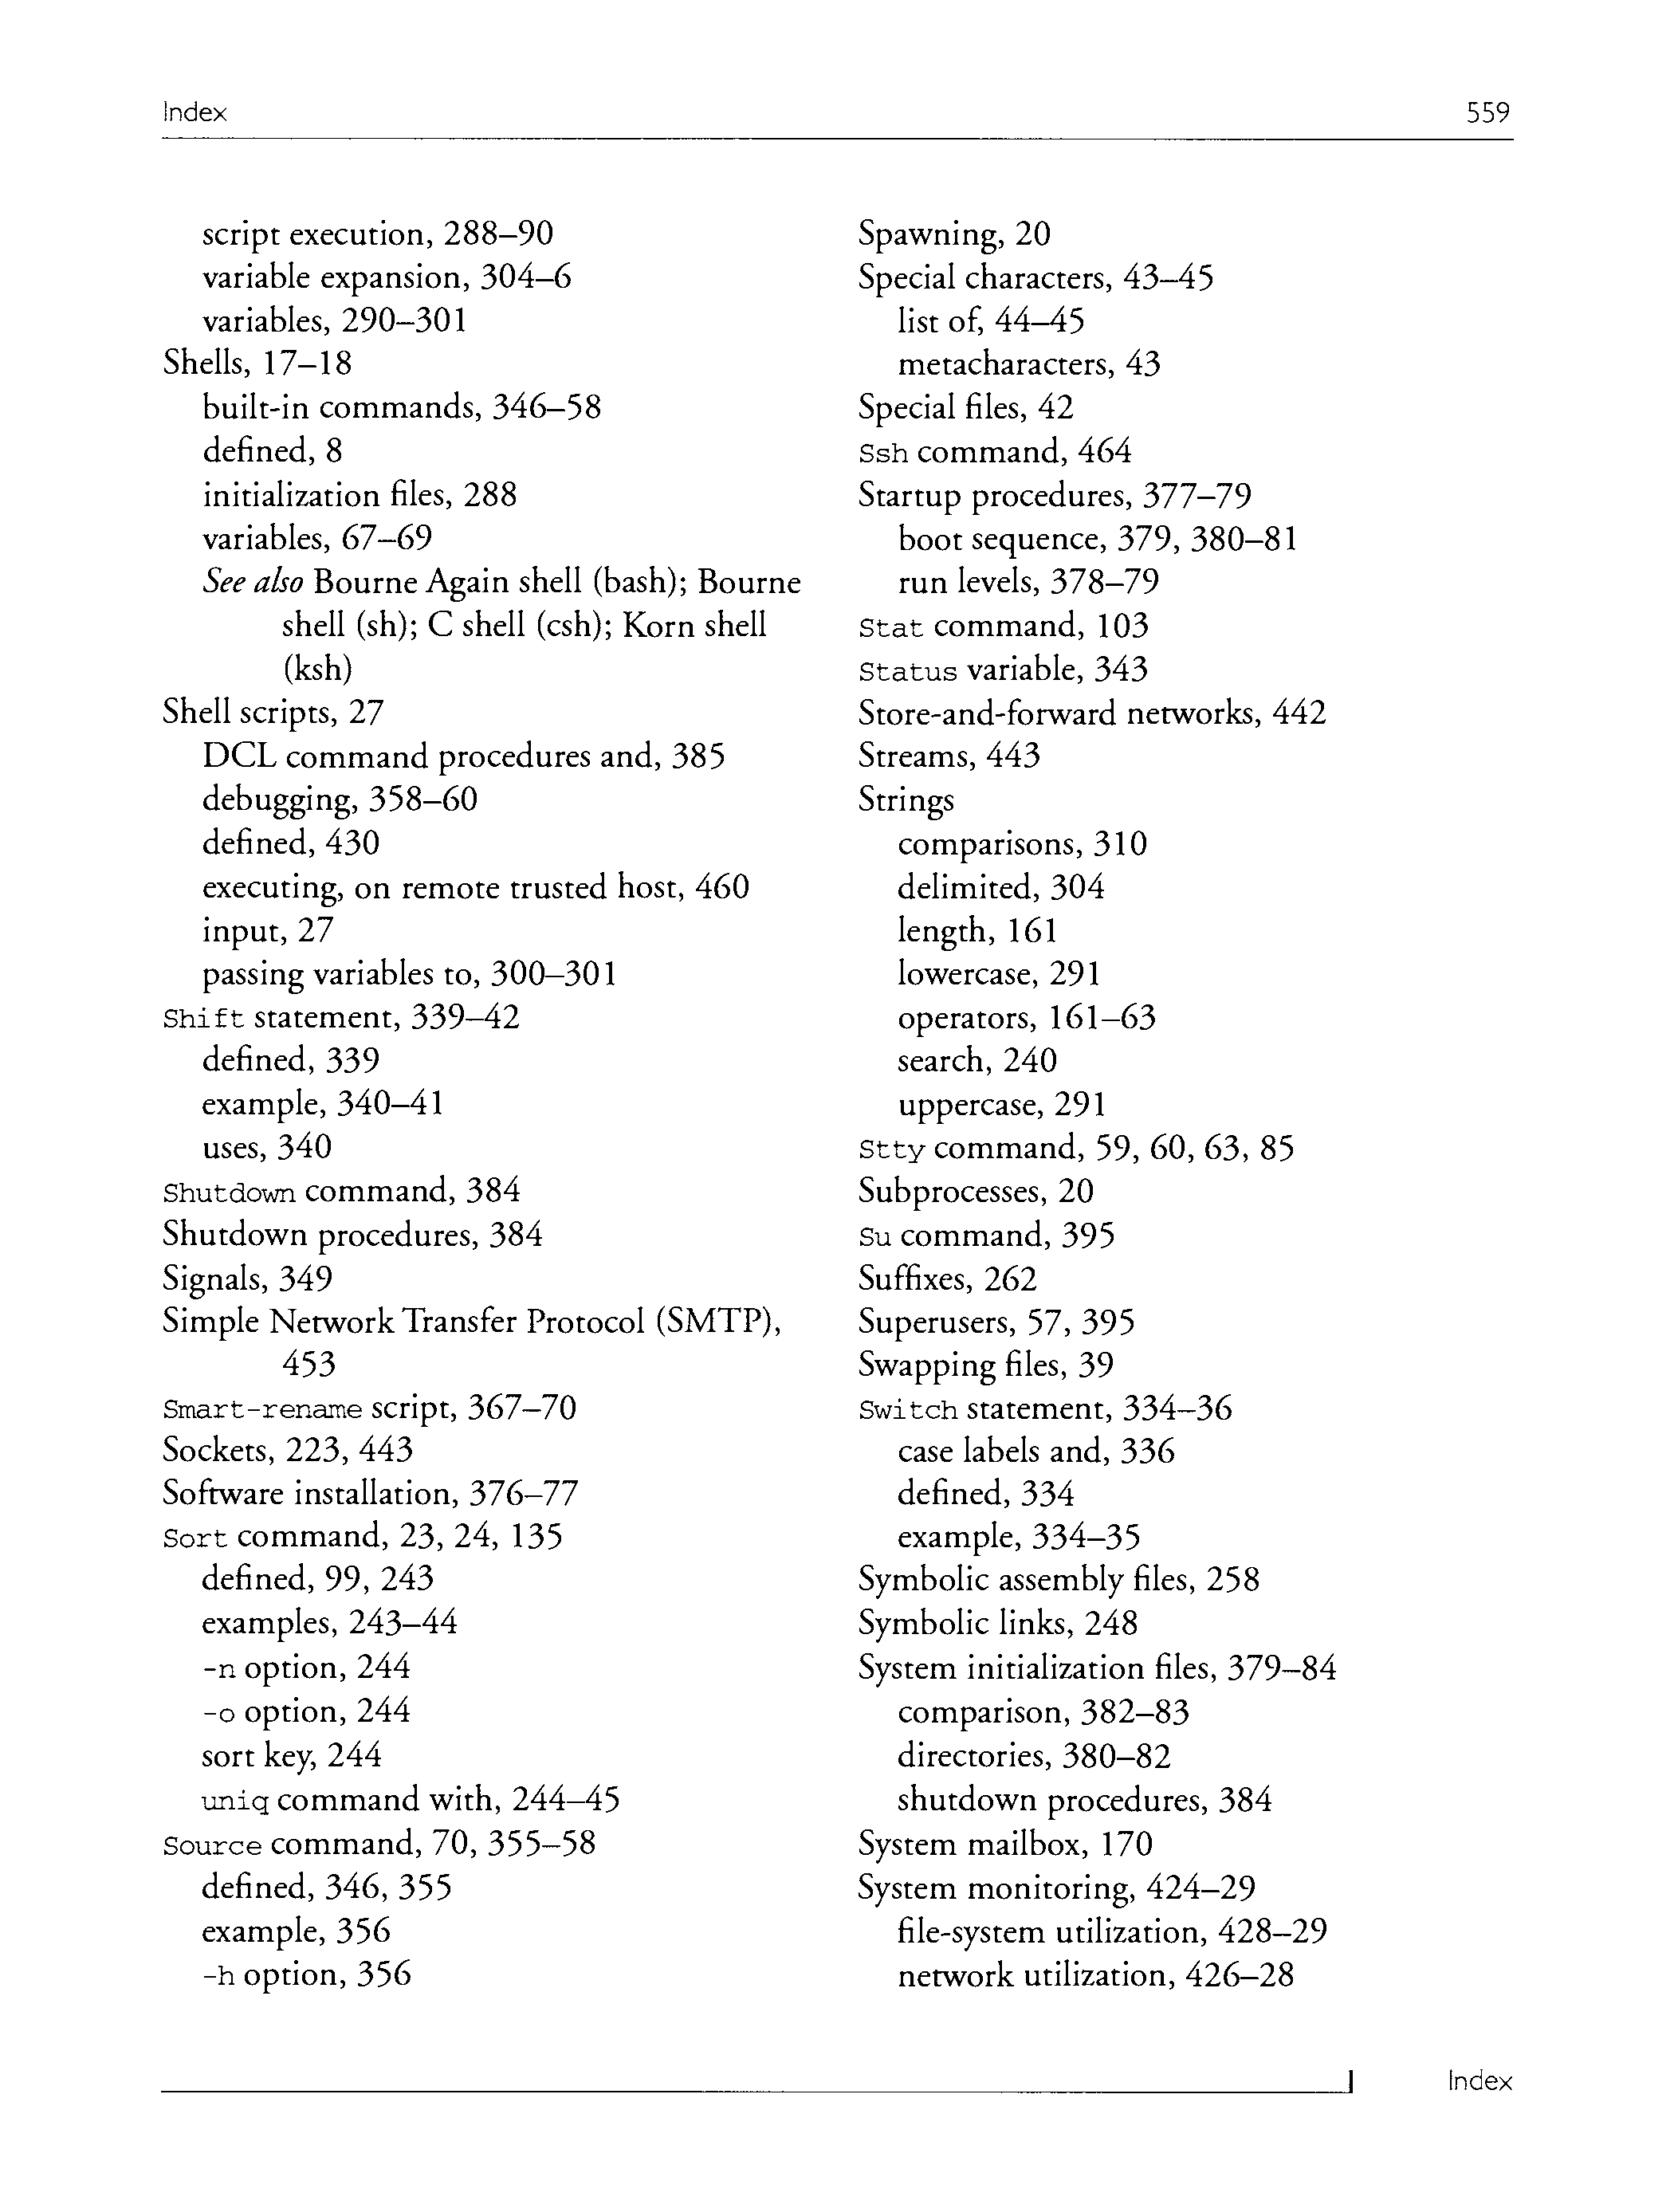 Index
559
script execution, 288–90
variable expansion, 304–6
variables, 290–301
Shells, 17–18
built-in commands, 346–58
defined, 8
initialization files, 288
variables, 67–69
See also Bourne Again shell (bash); Bourne
shell (sh); C shell (csh); Korn shell
(ksh)
Shell scripts, 27
DCL command procedures and, 385
debugging, 358–60
defined, 430
executing, on remote trusted host, 460
input, 27
passing variables to, 300–301
Shift statement, 339–42
defined, 339
example, 340–41
uses, 340
Shutdown command, 384
Shutdown procedures, 384
Signals, 349
Simple Network Transfer Protocol (SMTP),
453
Smart-rename script, 367–70
Sockets, 223, 443
Software installation, 376–77
Sort command, 23, 24, 135
defined, 99, 243
examples, 243–44
-n option, 244
-o option, 244
sort key, 244
uniq command with, 244–45
Source command, 70, 355–58
defined, 346, 355
example, 356
-h option, 356
Spawning, 20
Special characters, 43–45
list of, 44–45
metacharacters, 43
Special files, 42
Ssh command, 464
Startup procedures, 377–79
boot sequence, 379, 380–81
run levels, 378–79
Stat command, 103
Status variable, 343
Store-and-forward networks, 442
Streams, 443
Strings
comparisons, 310
delimited, 304
length, 161
lowercase, 291
operators, 161–63
search, 240
uppercase, 291
Stty command, 59, 60, 63, 85
Subprocesses, 20
Su command, 395
Suffixes, 262
Superusers, 57, 395
Swapping files, 39
Switch statement, 334–36
case labels and, 336
defined, 334
example, 334–35
Symbolic assembly files, 258
Symbolic links, 248
System initialization files, 379–84
comparison, 382–83
directories, 380–82
shutdown procedures, 384
System mailbox, 170
System monitoring, 424–29
file-system utilization, 428–29
network utilization, 426–28
Index